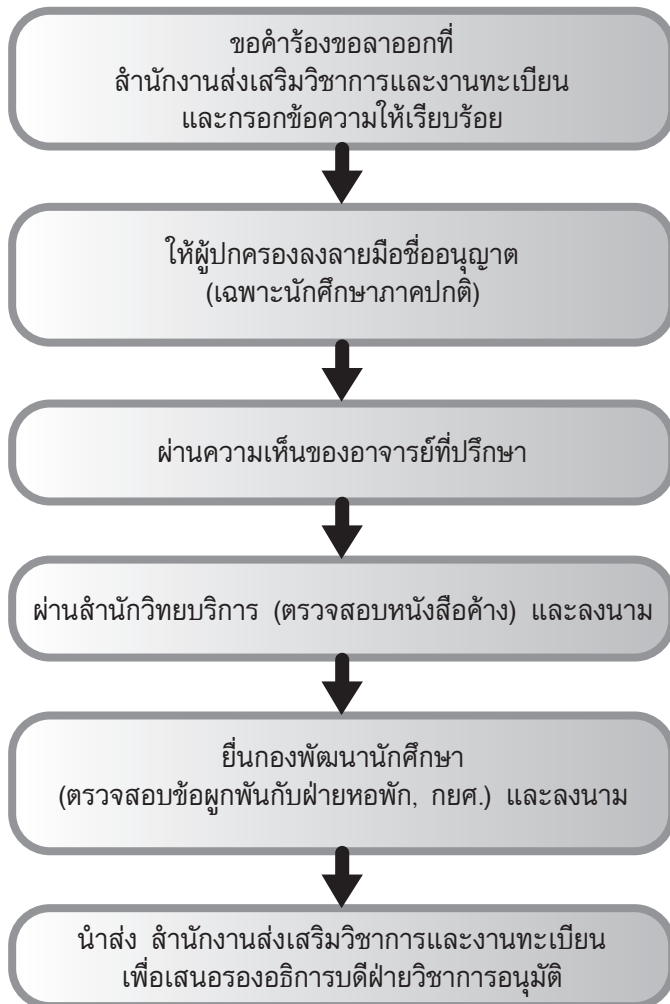 ขอคำร้องขอลาออกที่
สำนักงานส่งเสริมวิชาการและงานทะเบียน
และกรอกข้อความให้เรียบร้อย
ให้ผู้ปกครองลงลายมือชื่ออนุญาต
(เฉพาะนักศึกษาภาคปกติ)
ผ่านความเห็นของอาจารย์ที่ปรึกษา
ผ่านสำนักวิทยบริการ (ตรวจสอบหนังสือค้าง) และลงนาม
ยื่นกองพัฒนานักศึกษา
(ตรวจสอบข้อผูกพันกับฝ่ายหอพัก, กยศ.) และลงนาม
นำส่ง สำนักงานส่งเสริมวิชาการและงานทะเบียน
เพื่อเสนอรองอธิการบดีฝ่ายวิชาการอนุมัติ